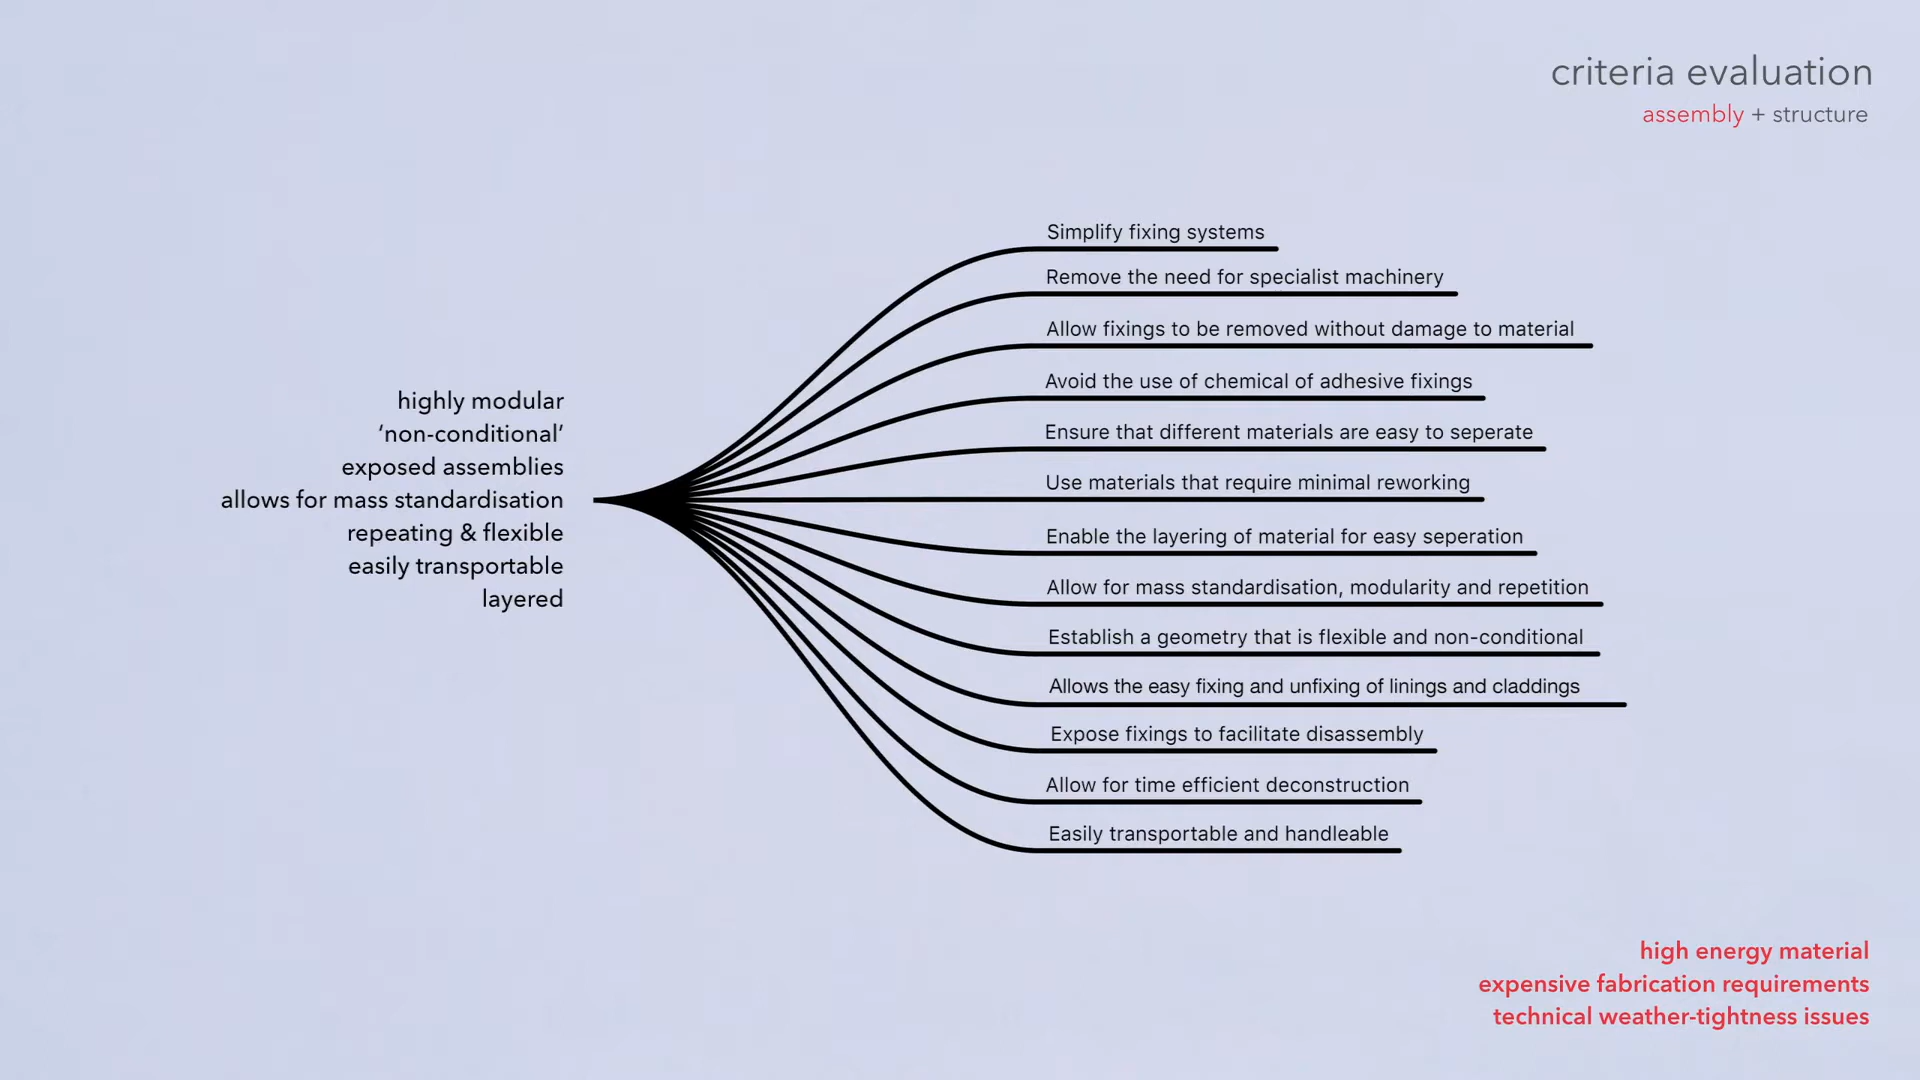 criteria evaluation
assembly + structure
highly modular
‘non-conditional’
exposed assemblies
allows for mass standardisation
repeating & flexible
easily transportable
layered
Simplify fixing systems
Remove the need for specialist machinery
Allow fixings to be removed without damage to material
Avoid the use of chemical of adhesive fixings
Ensure that different materials are easy to seperate
Use materials that require minimal reworking
Enable the layering of material for easy seperation
Allow for mass standardisation, modularity and repetition
Establish a geometry that is flexible and non-conditional
Allows the easy fixing and unfixing of linings and claddings
Expose fixings to facilitate disassembly
Allow for time efficient deconstruction
Easily transportable and handleable
high energy material
expensive fabrication requirements
technical weather-tightness issues